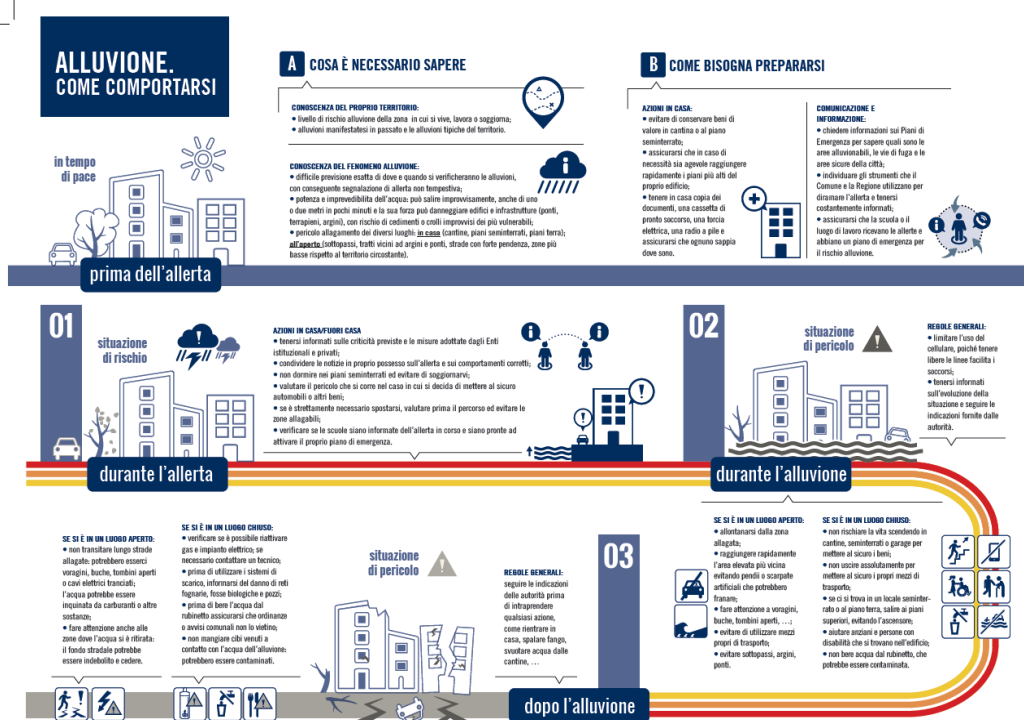 ALLUVIONE.
COME COMPORTARSI
in tempo
di pace
prima dell'allerta
A COSA È NECESSARIO SAPERE
CONOSCENZA DEL PROPRIO TERRITORIO:
• livello di rischio alluvione della zona in cui si vive, lavora o soggiorna;
• alluvioni manifestatesi in passato e le alluvioni tipiche del territorio.
CONOSCENZA DEL FENOMENO ALLUVIONE:
• difficile previsione esatta di dove e quando si verificheranno le alluvioni,
con conseguente segnalazione di allerta non tempestiva;
• potenza e imprevedibilità dell'acqua: può salire improvvisamente, anche di uno
o due metri in pochi minuti e la sua forza può danneggiare edifici e infrastrutture (ponti,
terrapieni, argini), con rischio di cedimenti o crolli improvvisi dei più vulnerabili;
• pericolo allagamento dei diversi luoghi: in casa (cantine, piani seminterrati, piani terra);
all'aperto (sottopassi, tratti vicini ad argini e ponti, strade con forte pendenza, zone più
basse rispetto al territorio circostante).
B COME BISOGNA PREPARARSI
AZIONI IN CASA:
• evitare di conservare beni di
valore in cantina o al piano
seminterrato;
• assicurarsi che in caso di
necessità sia agevole raggiungere
rapidamente i piani più alti del
proprio edificio;
• tenere in casa copia dei
documenti, una cassetta di
pronto soccorso, una torcia
elettrica, una radio a pile e
assicurarsi che ognuno sappia
dove sono.
COMUNICAZIONE E
INFORMAZIONE:
• chiedere informazioni sui Piani di
Emergenza per sapere quali sono le
aree alluvionabili, le vie di fuga e le
aree sicure della città;
• individuare gli strumenti che il
Comune e la Regione utilizzano per
diramare l'allerta e tenersi
costantemente informati;
• assicurarsi che la scuola o il
luogo di lavoro ricevano le allerte e
abbiano un piano di emergenza per
il rischio alluvione.
01
situazione
di rischio
durante l'allerta
AZIONI IN CASA/FUORI CASA
• tenersi informati sulle criticità previste e le misure adottate dagli Enti
istituzionali e privati;
• condividere le notizie in proprio possesso sull'allerta e sui comportamenti corretti;
• non dormire nei piani seminterrati ed evitare di soggiornarvi;
• valutare il pericolo che si corre nel caso in cui si decida di mettere al sicuro
automobili o altri beni;
• se è strettamente necessario spostarsi, valutare prima il percorso ed evitare le
zone allagabili;
• verificare se le scuole siano informate dell'allerta in corso e siano pronte ad
attivare il proprio piano di emergenza.
02
situazione
di pericolo
durante l'alluvione
REGOLE GENERALI:
• limitare l'uso del
cellulare, poiché tenere
libere le linee facilita i
soccorsi;
• tenersi informati
sull'evoluzione della
situazione e seguire le
indicazioni fornite dalle
autorità.
SE SI È IN UN LUOGO APERTO:
• allontanarsi dalla zona
allagata;
• raggiungere rapidamente
l'area elevata più vicina
evitando pendii o scarpate
artificiali che potrebbero
franare;
• fare attenzione a voragini,
buche, tombini aperti, …;
• evitare di utilizzare mezzi
propri di trasporto;
• evitare sottopassi, argini,
ponti.
SE SI È IN UN LUOGO CHIUSO:
• non rischiare la vita scendendo in
cantine, seminterrati o garage per
mettere al sicuro i beni;
• non uscire assolutamente per
mettere al sicuro i propri mezzi di
trasporto;
• se ci si trova in un locale seminter-
rato o al piano terra, salire ai piani
superiori, evitando l'ascensore;
• aiutare anziani e persone con
disabilità che si trovano nell'edificio;
• non bere acqua dal rubinetto, che
potrebbe essere contaminata.
03
situazione
di pericolo
dopo l'alluvione
REGOLE GENERALI:
seguire le indicazioni
delle autorità prima
di intraprendere
qualsiasi azione,
come rientrare in
casa, spalare fango,
svuotare acqua dalle
cantine, …
SE SI È IN UN LUOGO APERTO:
• non transitare lungo strade
allagate: potrebbero esserci
voragini, buche, tombini aperti
o cavi elettrici tranciati;
l'acqua potrebbe essere
inquinata da carburanti o altre
sostanze;
• fare attenzione anche alle
zone dove l'acqua si è ritirata:
il fondo stradale potrebbe
essere indebolito e cedere.
SE SI È IN UN LUOGO CHIUSO:
• verificare se è possibile riattivare
gas e impianto elettrico; se
necessario contattare un tecnico;
• prima di utilizzare i sistemi di
scarico, informarsi del danno di reti
fognarie, fosse biologiche e pozzi;
• prima di bere l'acqua dal
rubinetto assicurarsi che ordinanze
o avvisi comunali non lo vietino;
• non mangiare cibi venuti a
contatto con l'acqua dell'alluvione:
potrebbero essere contaminati.